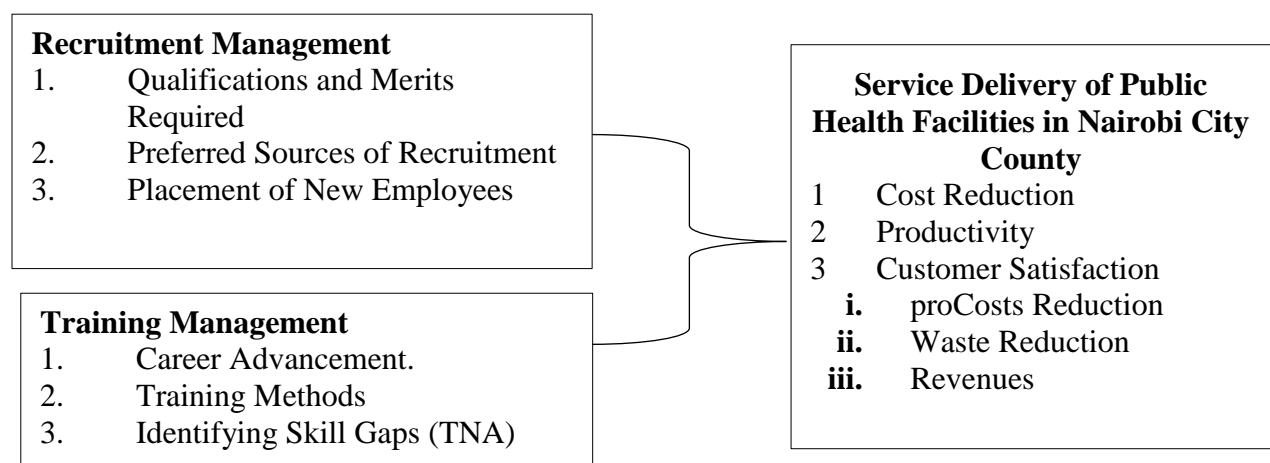 Recruitment Management
1. Qualifications and Merits
Required
2. Preferred Sources of Recruitment
3. Placement of New Employees
Training Management
1. Career Advancement.
2. Training Methods
3. Identifying Skill Gaps (TNA)
Service Delivery of Public
Health Facilities in Nairobi City
County
1 Cost Reduction
2 Productivity
3 Customer Satisfaction
i. proCosts Reduction
ii. Waste Reduction
iii. Revenues